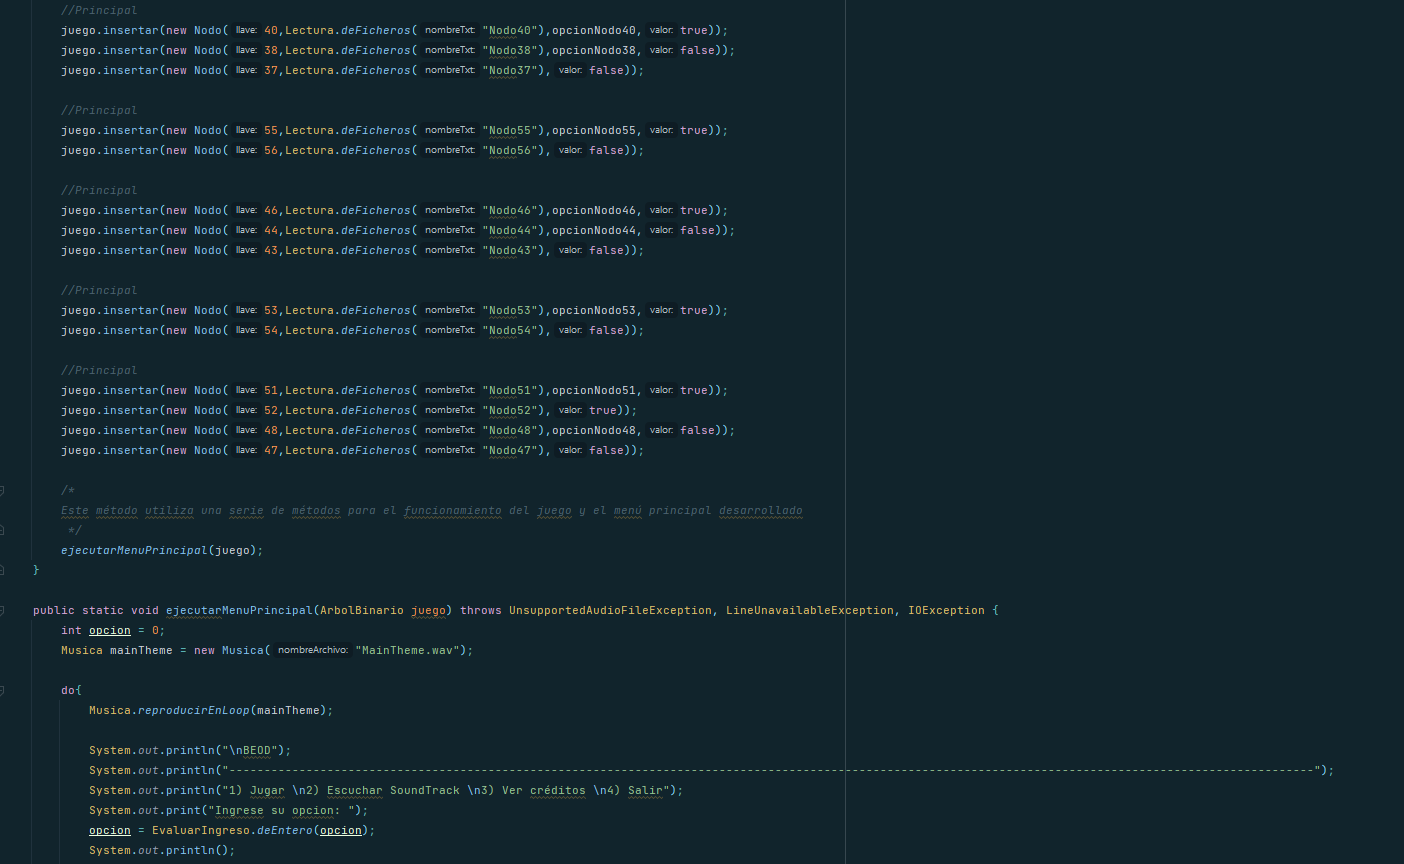 //Principal
juego.insertar(new Nodo( llave: 40,Lectura.deFicheros( nombreTxt: "Nodo40"),opcionNodo40, valor: true));
juego.insertar(new Nodo( llave: 38,Lectura.deFicheros( nombreTxt: "Nodo38"),opcionNodo38, valor: false));
juego.insertar(new Nodo( llave: 37,Lectura.deFicheros( nombreTxt: "Nodo37"), valor: false));
//Principal
juego.insertar(new Nodo( llave: 55,Lectura.deFicheros( nombreTxt: "Nodo55"),opcionNodo55, valor: true));
juego.insertar(new Nodo( llave: 56,Lectura.deFicheros( nombreTxt: "Nodo56"), valor: false));
//Principal
juego.insertar(new Nodo( llave: 46,Lectura.deFicheros( nombreTxt: "Nodo46"),opcionNodo46, valor: true));
juego.insertar(new Nodo( llave: 44,Lectura.deFicheros( nombreTxt: "Nodo44"),opcionNodo44, valor: false));
juego.insertar(new Nodo( llave: 43,Lectura.deFicheros( nombreTxt: "Nodo43"), valor: false));
//Principal
juego.insertar(new Nodo( llave: 53,Lectura.deFicheros( nombreTxt: "Nodo53"),opcionNodo53, valor: true));
juego.insertar(new Nodo( llave: 54,Lectura.deFicheros( nombreTxt: "Nodo54"), valor: false));
//Principal
juego.insertar(new Nodo( llave: 51,Lectura.deFicheros( nombreTxt: "Nodo51"),opcionNodo51, valor: true));
juego.insertar(new Nodo( llave: 52,Lectura.deFicheros( nombreTxt: "Nodo52"), valor: true));
juego.insertar(new Nodo( llave: 48,Lectura.deFicheros( nombreTxt: "Nodo48"),opcionNodo48, valor: false));
juego.insertar(new Nodo( llave: 47,Lectura.deFicheros( nombreTxt: "Nodo47"), valor: false));
/*
Este método utiliza una serie de métodos para el funcionamiento del juego y el menú principal desarrollado
*/
ejecutarMenuPrincipal(juego);
}
public static void ejecutarMenuPrincipal(ArbolBinario juego) throws UnsupportedAudioFileException, LineUnavailableException, IOException {
int opcion = 0;
Musica mainTheme = new Musica( nombreArchivo: "MainTheme.wav");
do{
Musica.reproducirEnLoop(mainTheme);
System.out.println("\nBEOD");
System.out.println("-----------------------------------------------------------------------------------------------------------------------------------------------------------");
System.out.println("1) Jugar \n2) Escuchar SoundTrack \n3) Ver créditos \n4) Salir");
System.out.print("Ingrese su opcion: ");
opcion = EvaluarIngreso.deEntero(opcion);
System.out.println();